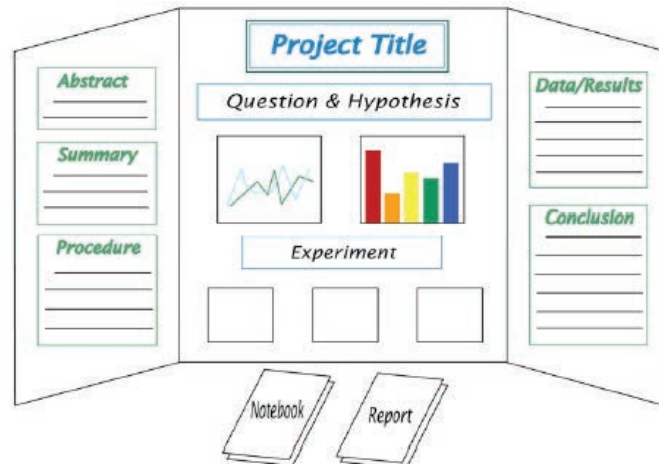 Project Title
Question & Hypothesis
Abstract
Summary
Procedure
Experiment
Data/Results
Conclusion
Notebook
Report